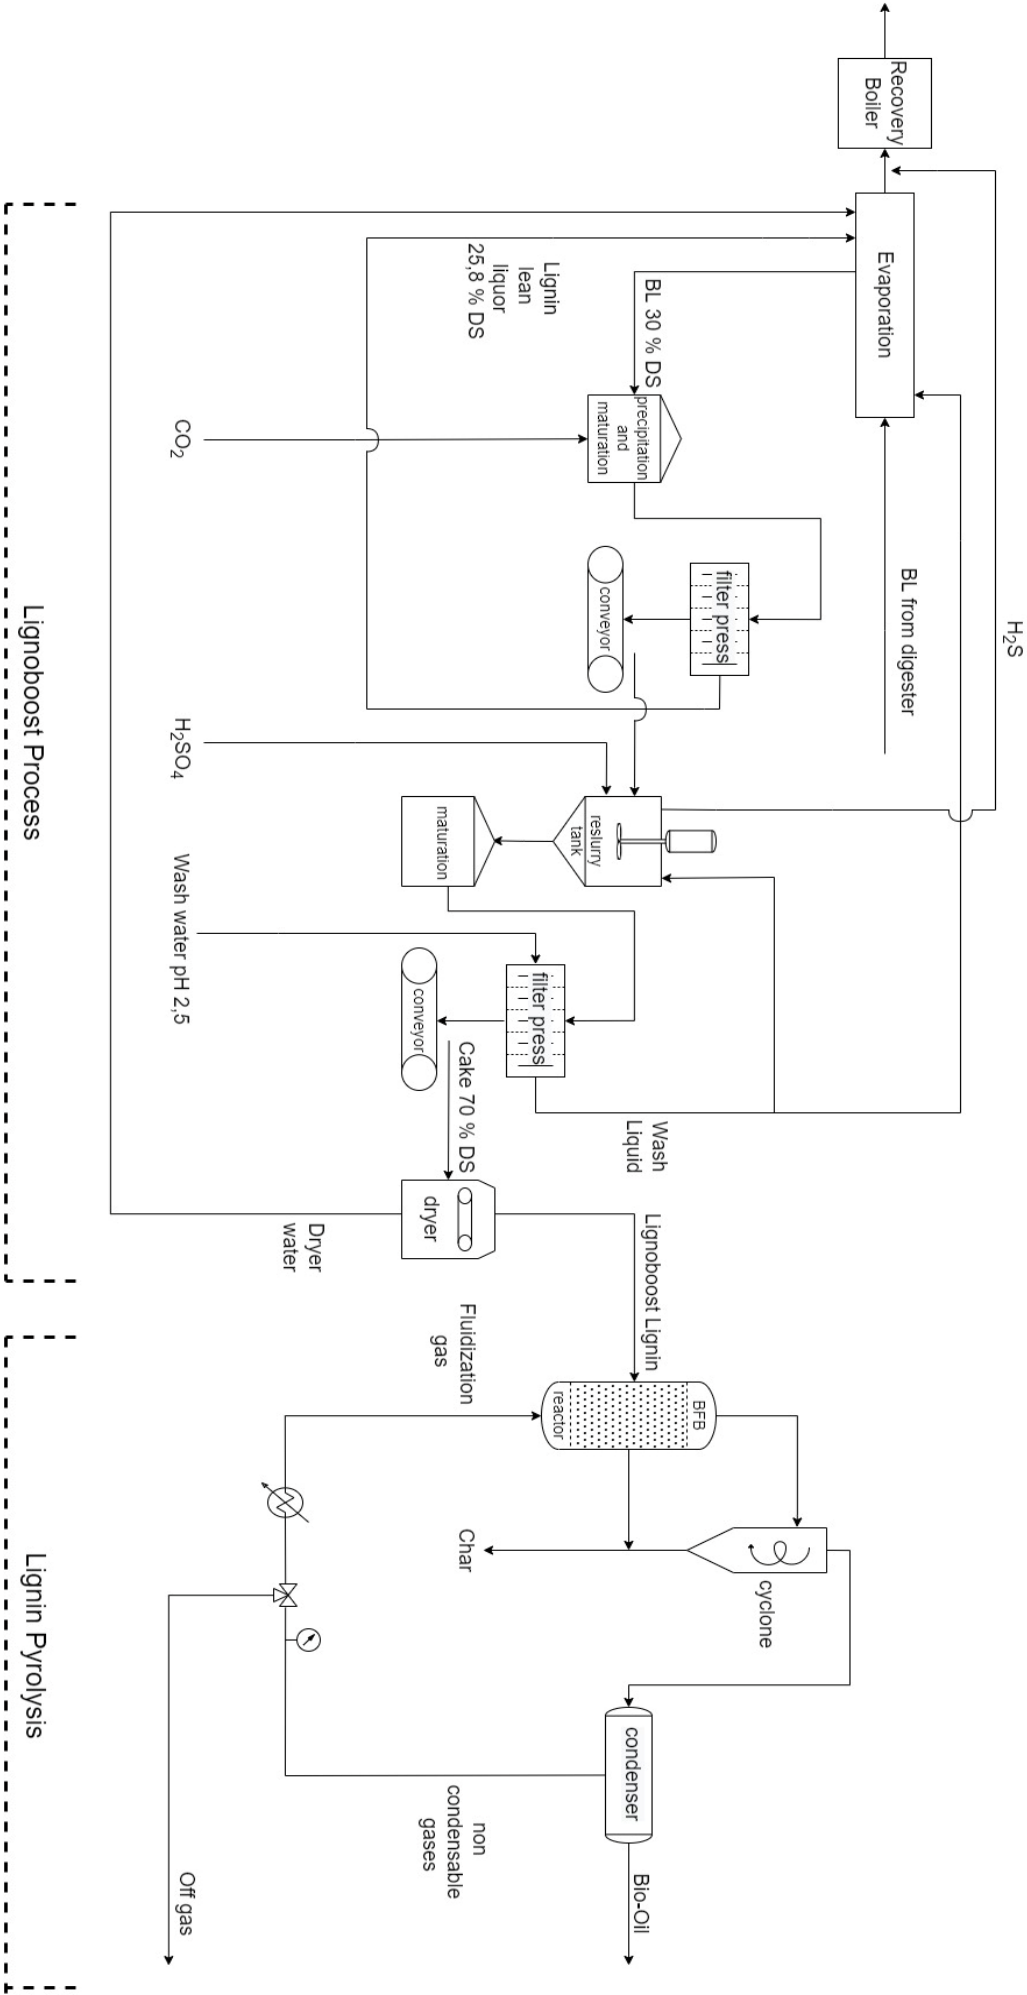 H2S
Recovery
Boiler
Evaporation
BL from digester
BL 30 % DS
Lignin
lean
liquor
25,8 % DS
precipitation
and
maturation
CO2
filter press
conveyor
H2SO4
reslurry
tank
maturation
Wash water pH 2,5
filter press
conveyor
Cake 70 % DS
Wash
Liquid
dryer
Dryer
water
Lignoboost Lignin
Fluidization
gas
BFB
reactor
cyclone
Char
condenser
non
condensable
gases
Bio-Oil
Off gas
Lignoboost Process
Lignin Pyrolysis